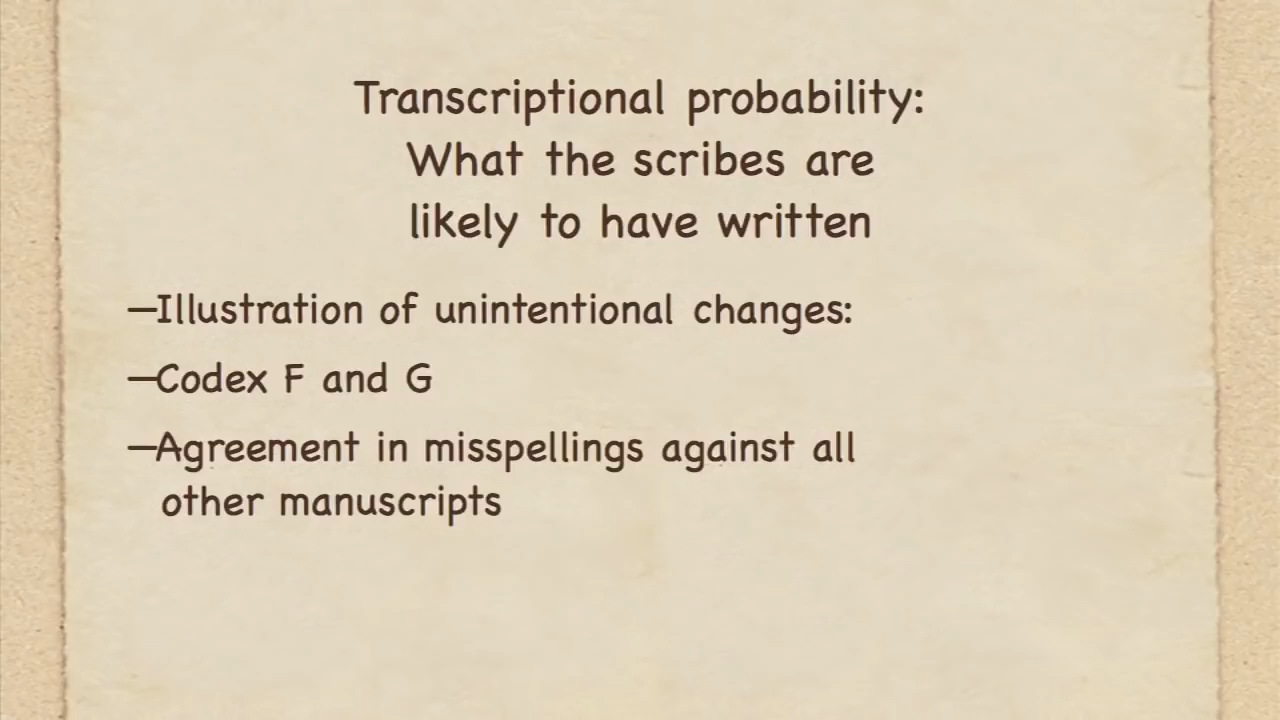 Transcriptional probability:
What the scribes are
likely to have written
—Illustration of unintentional changes:
—Codex F and G
—Agreement in misspellings against all
other manuscripts